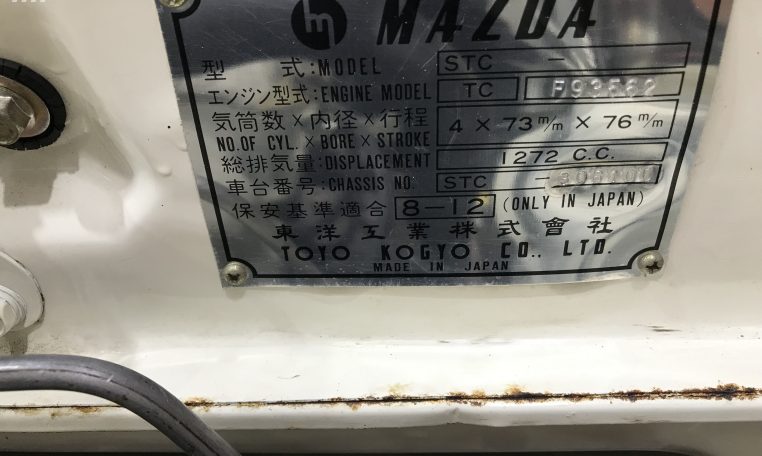 MAZDA
型 式:MODEL STC -
エンジン型式:ENGINE MODEL TC
気筒数×内径×行程 4 × 73 m/m × 76 m/m
NO. OF CYL. × BORE × STROKE
総排気量:DISPLACEMENT 1272 C.C.
車台番号:CHASSIS NO. STC -
保安基準適合 8-12 (ONLY IN JAPAN)
東洋工業株式會社
TOYO KOGYO CO., LTD.
MADE IN JAPAN